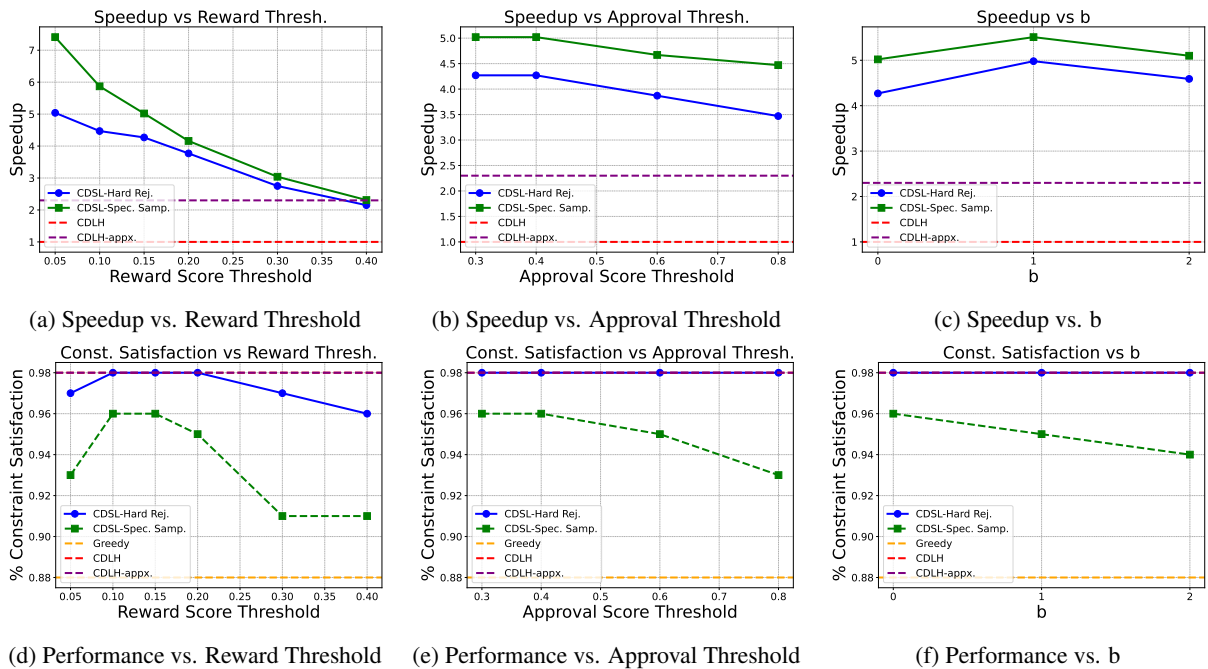 Speedup vs Reward Thresh.
Speedup
7
6
5
4
3
2
1
CDSL-Hard Rej.
CDSL-Spec. Samp.
CDLH
CDLH-appx.
0.05 0.10 0.15 0.20 0.25 0.30 0.35 0.40
Reward Score Threshold
(a) Speedup vs. Reward Threshold
Speedup vs Approval Thresh.
Speedup
5.0
4.5
4.0
3.5
3.0
2.5
2.0
1.5
1.0
CDSL-Hard Rej.
CDSL-Spec. Samp.
CDLH
CDLH-appx.
0.3 0.4 0.5 0.6 0.7 0.8
Approval Score Threshold
(b) Speedup vs. Approval Threshold
Speedup vs b
Speedup
5
4
3
2
1
CDSL-Hard Rej.
CDSL-Spec. Samp.
CDLH
CDLH-appx.
0 1 2
b
(c) Speedup vs. b
Const. Satisfaction vs Reward Thresh.
% Constraint Satisfaction
0.98
0.96
0.94
0.92
0.90
0.88
CDSL-Hard Rej.
CDSL-Spec. Samp.
Greedy
CDLH
CDLH-appx.
0.05 0.10 0.15 0.20 0.25 0.30 0.35 0.40
Reward Score Threshold
(d) Performance vs. Reward Threshold
Const. Satisfaction vs Approval Thresh.
% Constraint Satisfaction
0.98
0.96
0.94
0.92
0.90
0.88
CDSL-Hard Rej.
CDSL-Spec. Samp.
Greedy
CDLH
CDLH-appx.
0.3 0.4 0.5 0.6 0.7 0.8
Approval Score Threshold
(e) Performance vs. Approval Threshold
Const. Satisfaction vs b
% Constraint Satisfaction
0.98
0.96
0.94
0.92
0.90
0.88
CDSL-Hard Rej.
CDSL-Spec. Samp.
Greedy
CDLH
CDLH-appx.
0 1 2
b
(f) Performance vs. b